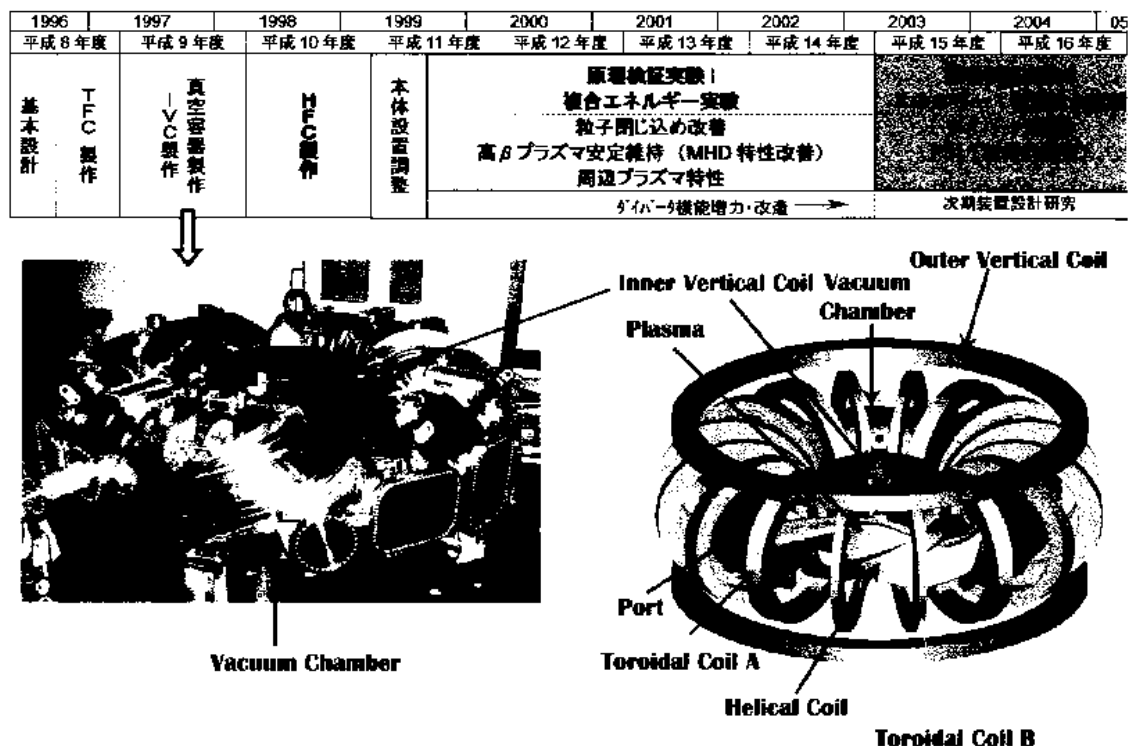 1996
1997
1998
1999
2000
2001
2002
2003
2004
05
平成 8 年度
平成 9 年度
平成 10 年度
平成 11 年度
平成 12 年度
平成 13 年度
平成 14 年度
平成 15 年度
平成 16 年度
基本設計
TFC 製作
真空容器製作
IVC製作
HFC製作
本体設置調整
原理検証実験
複合エネルギー実験
粒子閉じ込め改善
高βプラズマ安定維持（MHD 特性改善）
周辺プラズマ特性
ダイバータ機能増力・改造
次期装置設計研究
Outer Vertical Coil
Inner Vertical Coil
Vacuum
Chamber
Plasma
Port
Vacuum Chamber
Toroidal Coil A
Helical Coil
Toroidal Coil B